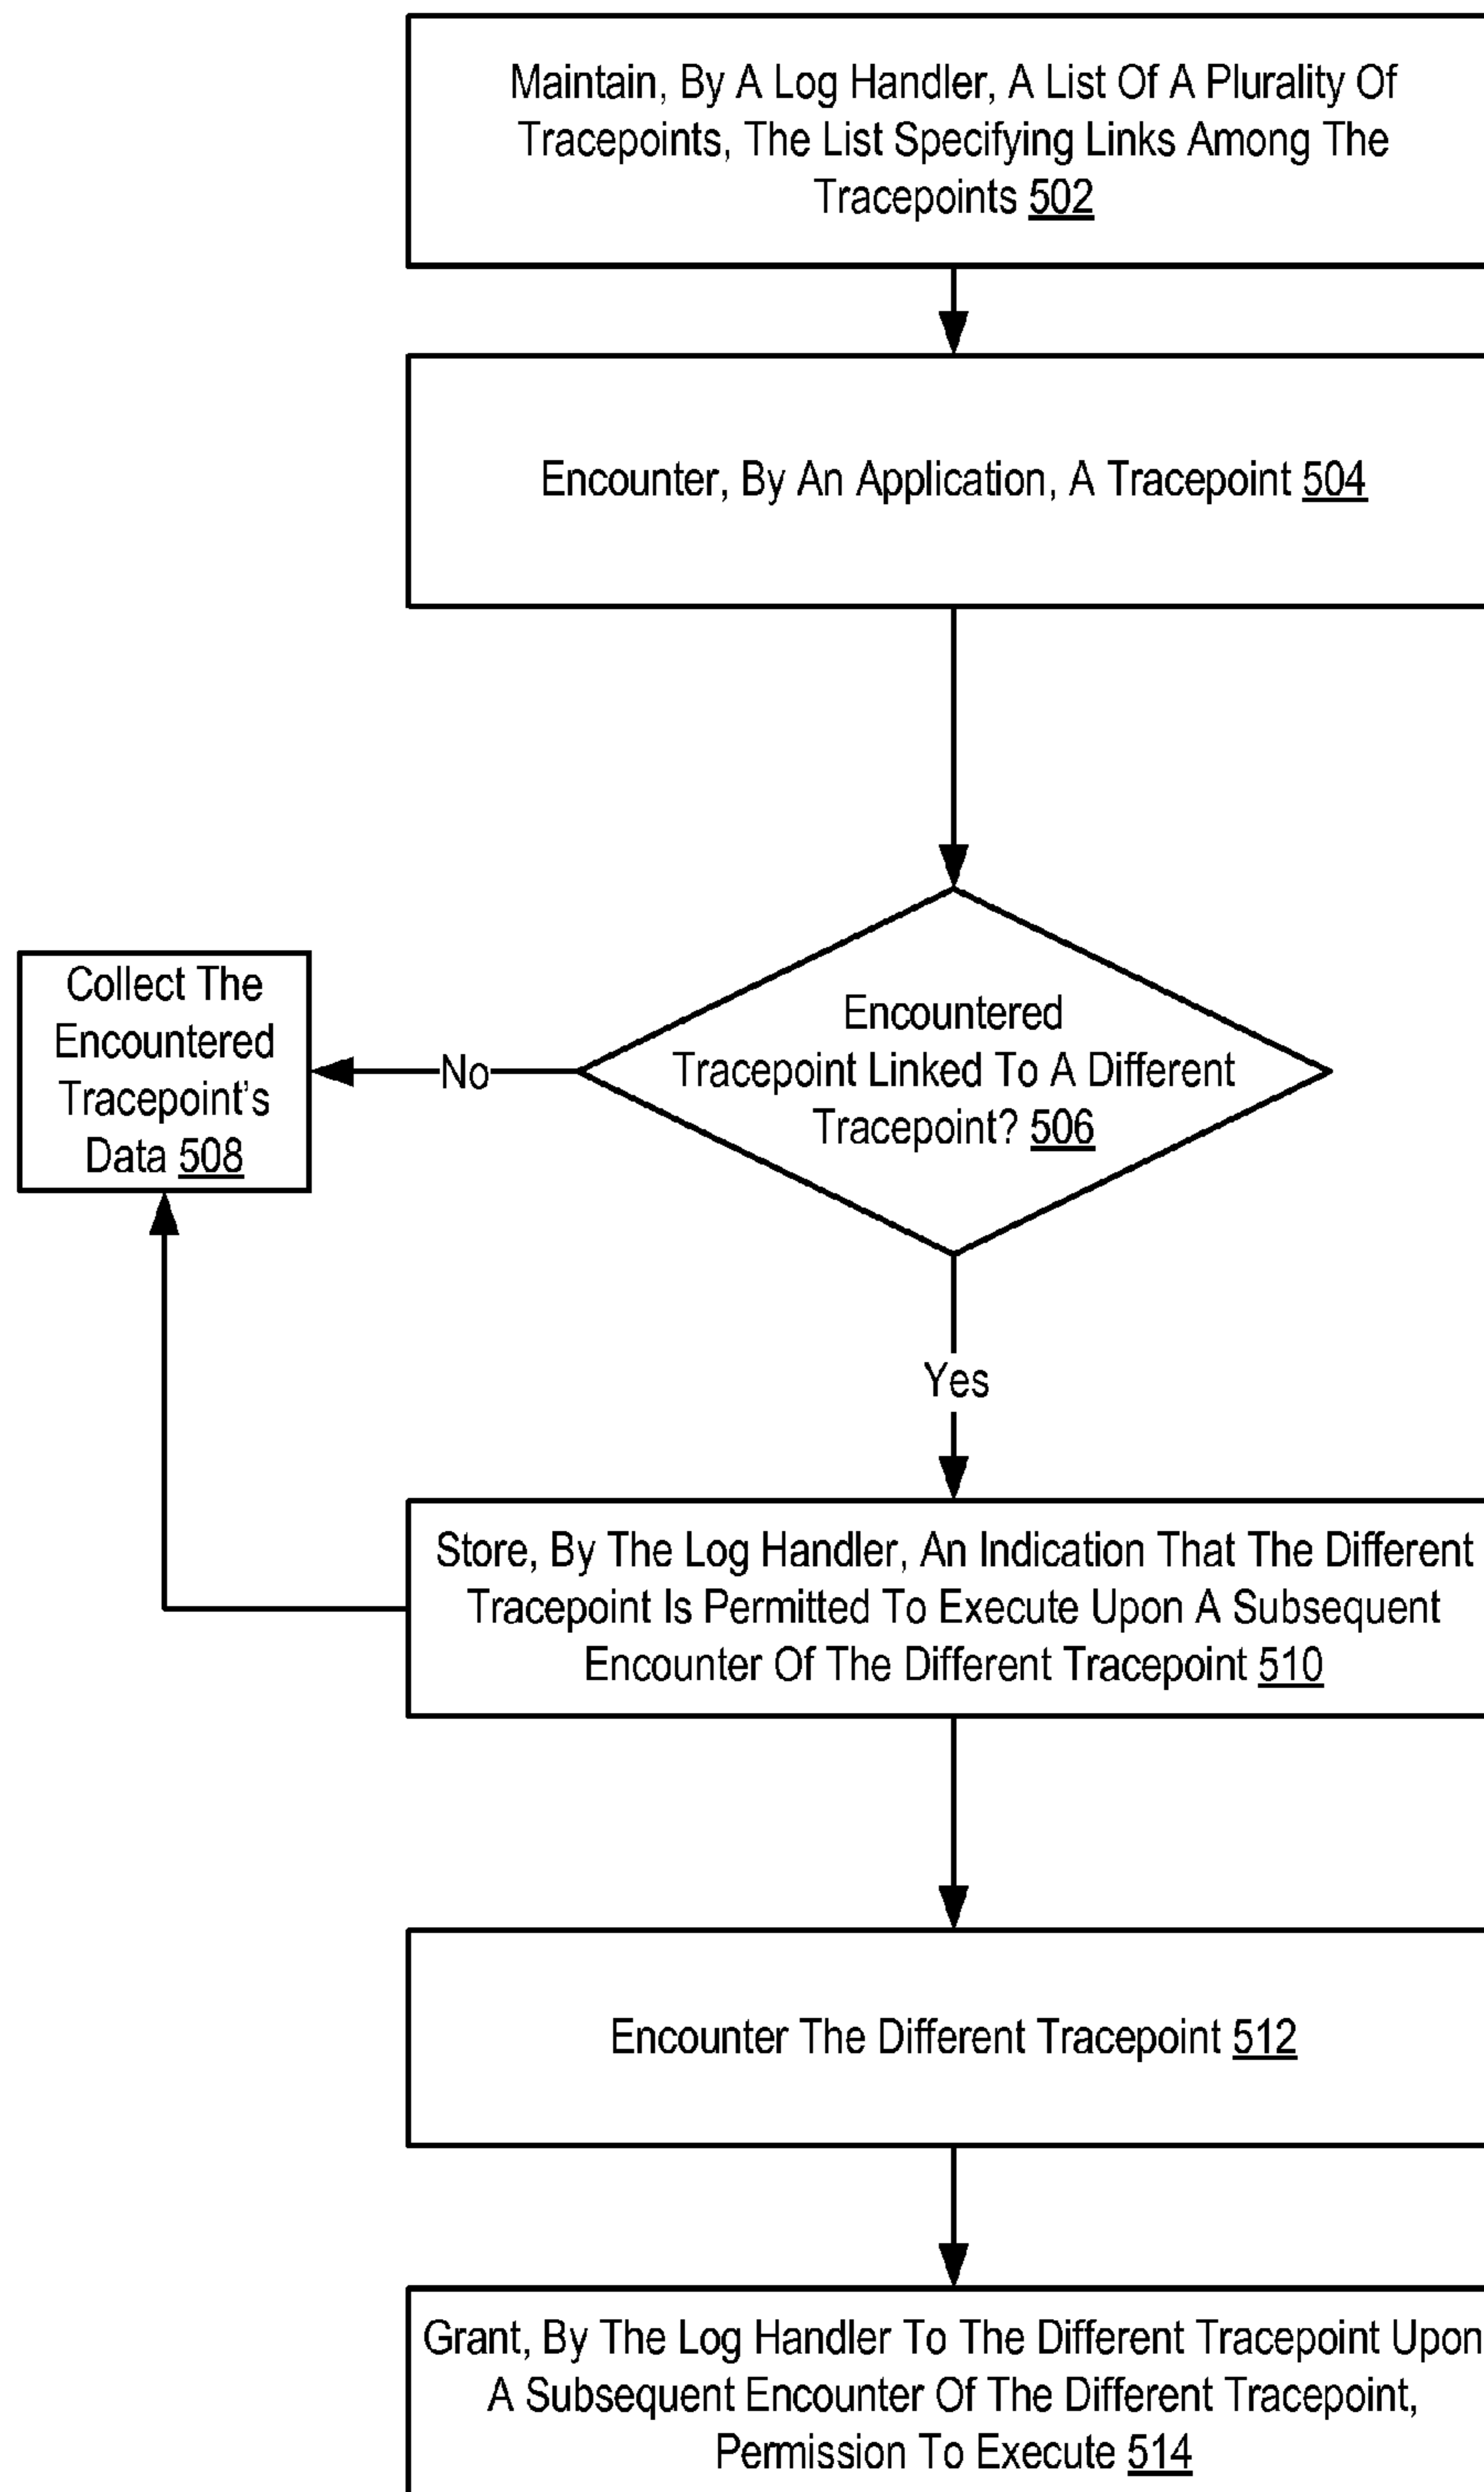 Maintain, By A Log Handler, A List Of A Plurality Of
Tracepoints, The List Specifying Links Among The
Tracepoints 502
Encounter, By An Application, A Tracepoint 504
Encountered
Tracepoint Linked To A Different
Tracepoint? 506
No
Collect The
Encountered
Tracepoint's
Data 508
Yes
Store, By The Log Handler, An Indication That The Different
Tracepoint Is Permitted To Execute Upon A Subsequent
Encounter Of The Different Tracepoint 510
Encounter The Different Tracepoint 512
Grant, By The Log Handler To The Different Tracepoint Upon
A Subsequent Encounter Of The Different Tracepoint,
Permission To Execute 514